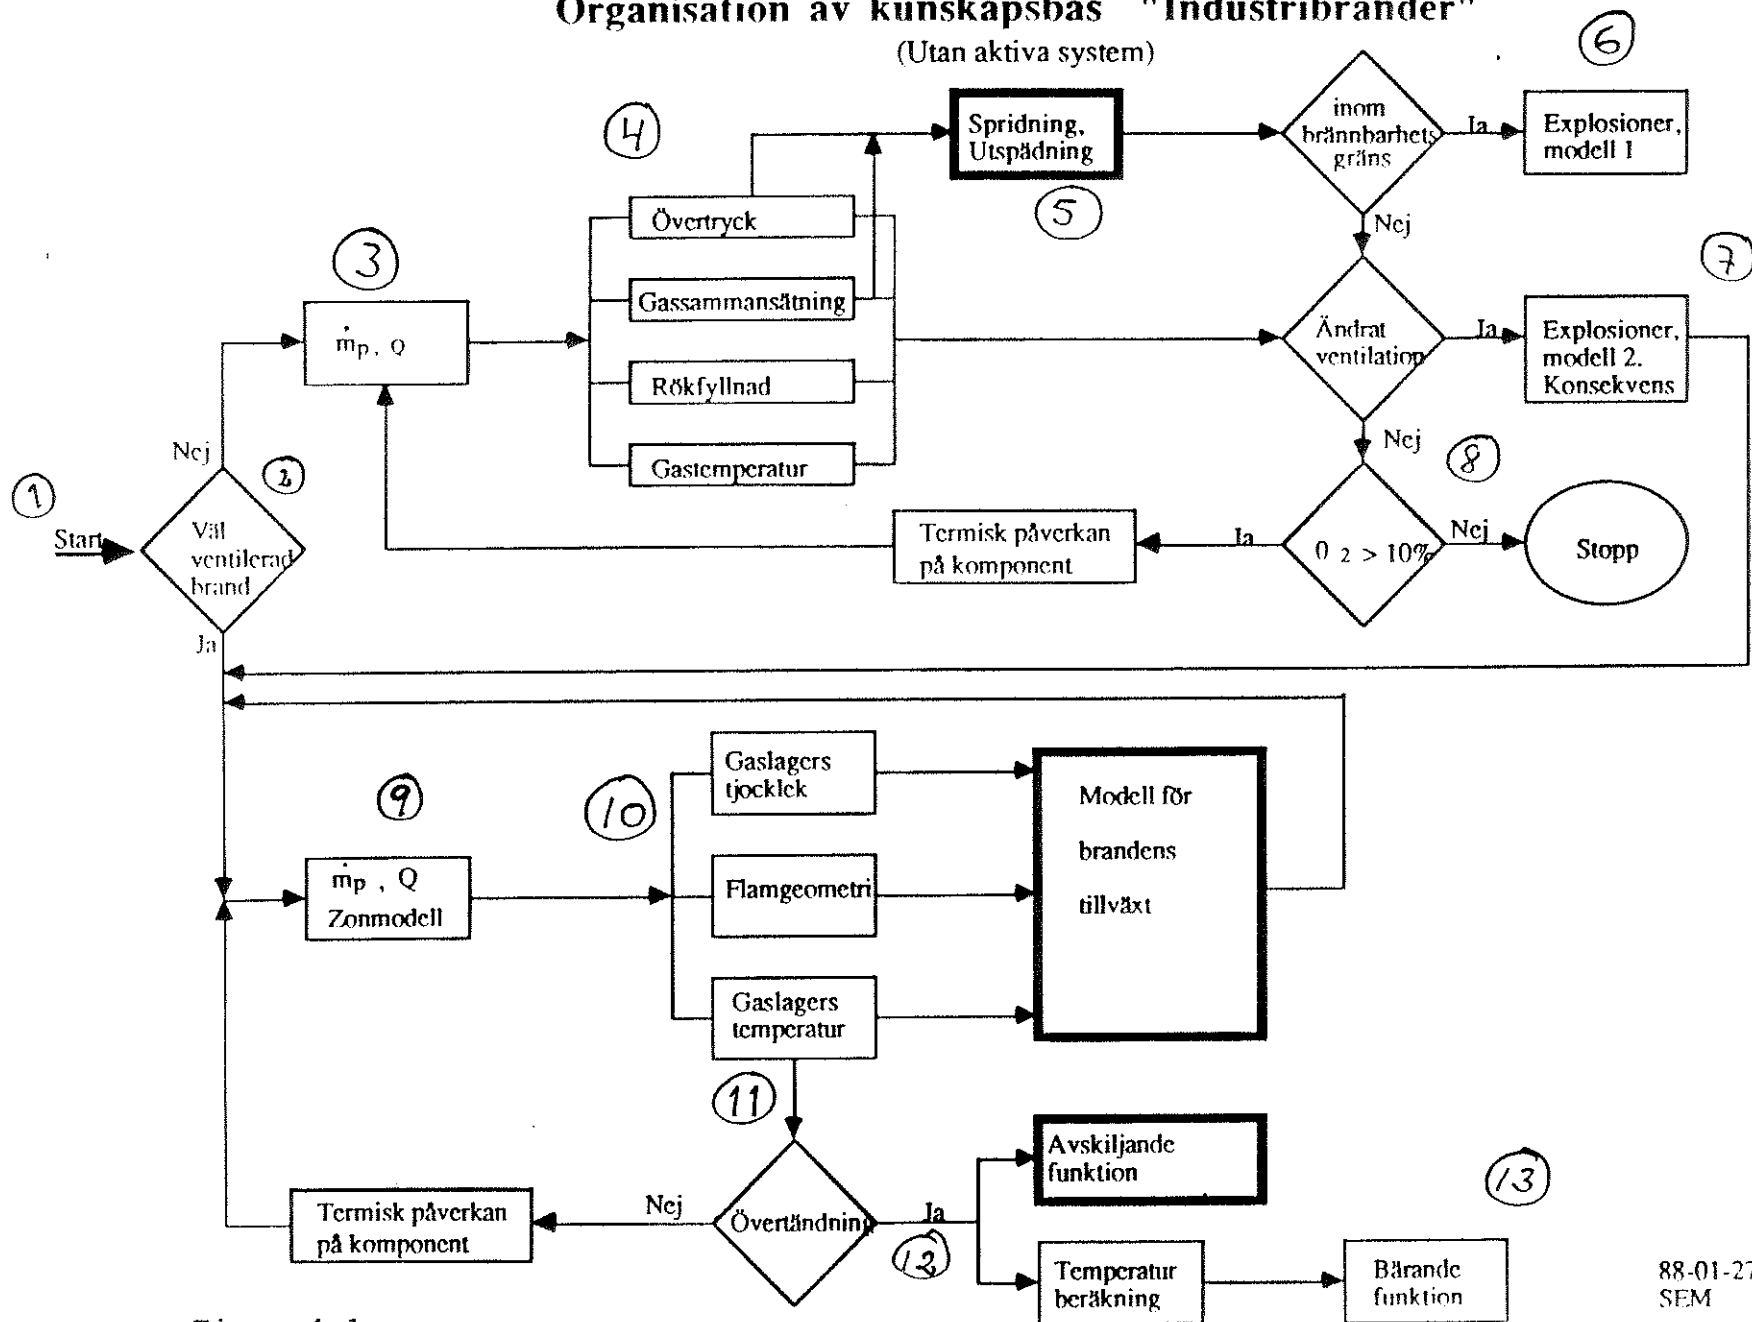 Organisation av kunskapsbas "Industribränder"
(Utan aktiva system)
6
4
Spridning,
Utspädning
inom
brännbarhets
gräns
Ja
Explosioner,
modell 1
5
Övertryck
Nej
3
7
Gassammansätning
ṁp, Q
Ändrat
ventilation
Ja
Explosioner,
modell 2.
Konsekvens
Rökfyllnad
Nej
Nej
2
8
Gastemperatur
1
Start
Väl
ventilerad
brand
Termisk påverkan
på komponent
Ja
0 2 > 10%
Nej
Stopp
Ja
Gaslagers
tjocklek
9
10
Modell för
brandens
tillväxt
ṁp , Q
Zonmodell
Flamgeometri
Gaslagers
temperatur
11
Avskiljande
funktion
13
Termisk påverkan
på komponent
Nej
Övertändning
Ja
12
Temperatur
beräkning
Bärande
funktion
88-01-27
SEM